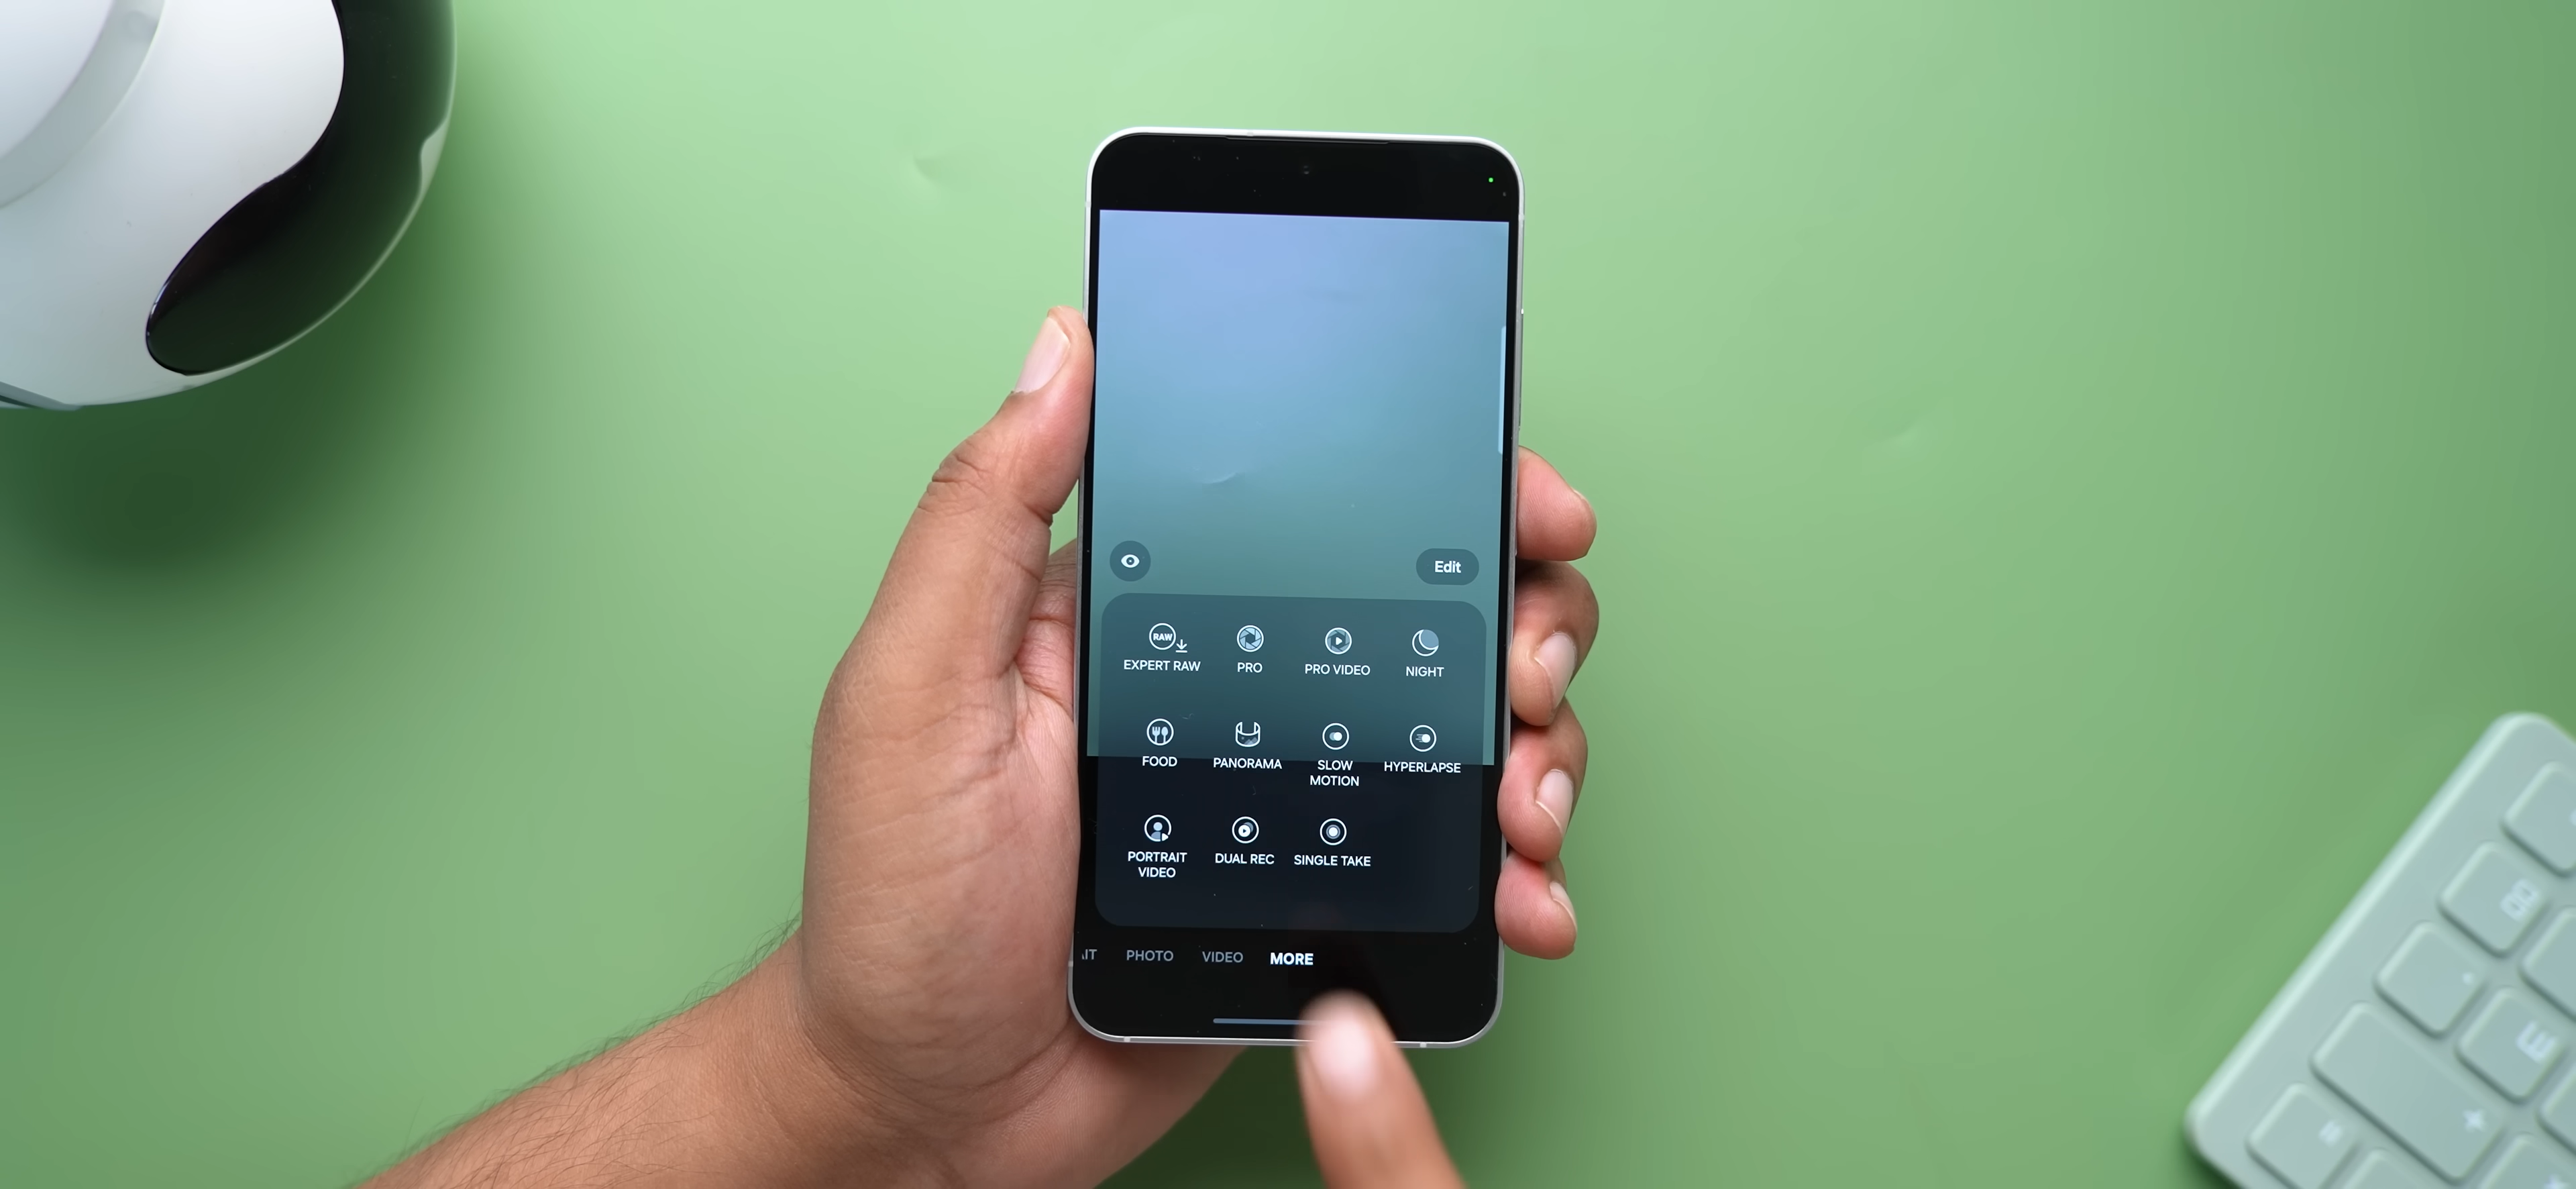 Edit
RAW
EXPERT RAW
PRO
PRO VIDEO
NIGHT
FOOD
PANORAMA
SLOW
MOTION
HYPERLAPSE
PORTRAIT
VIDEO
DUAL REC
SINGLE TAKE
PHOTO
VIDEO
MORE